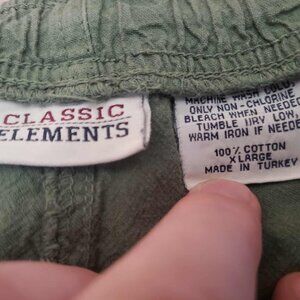 CLASSIC
ELEMENTS
MACHINE WASH COLD
ONLY NON-CHLORINE
BLEACH WHEN NEEDED
TUMBLE DRY LOW,
WARM IRON IF NEEDED
100% COTTON
X LARGE
MADE IN TURKEY